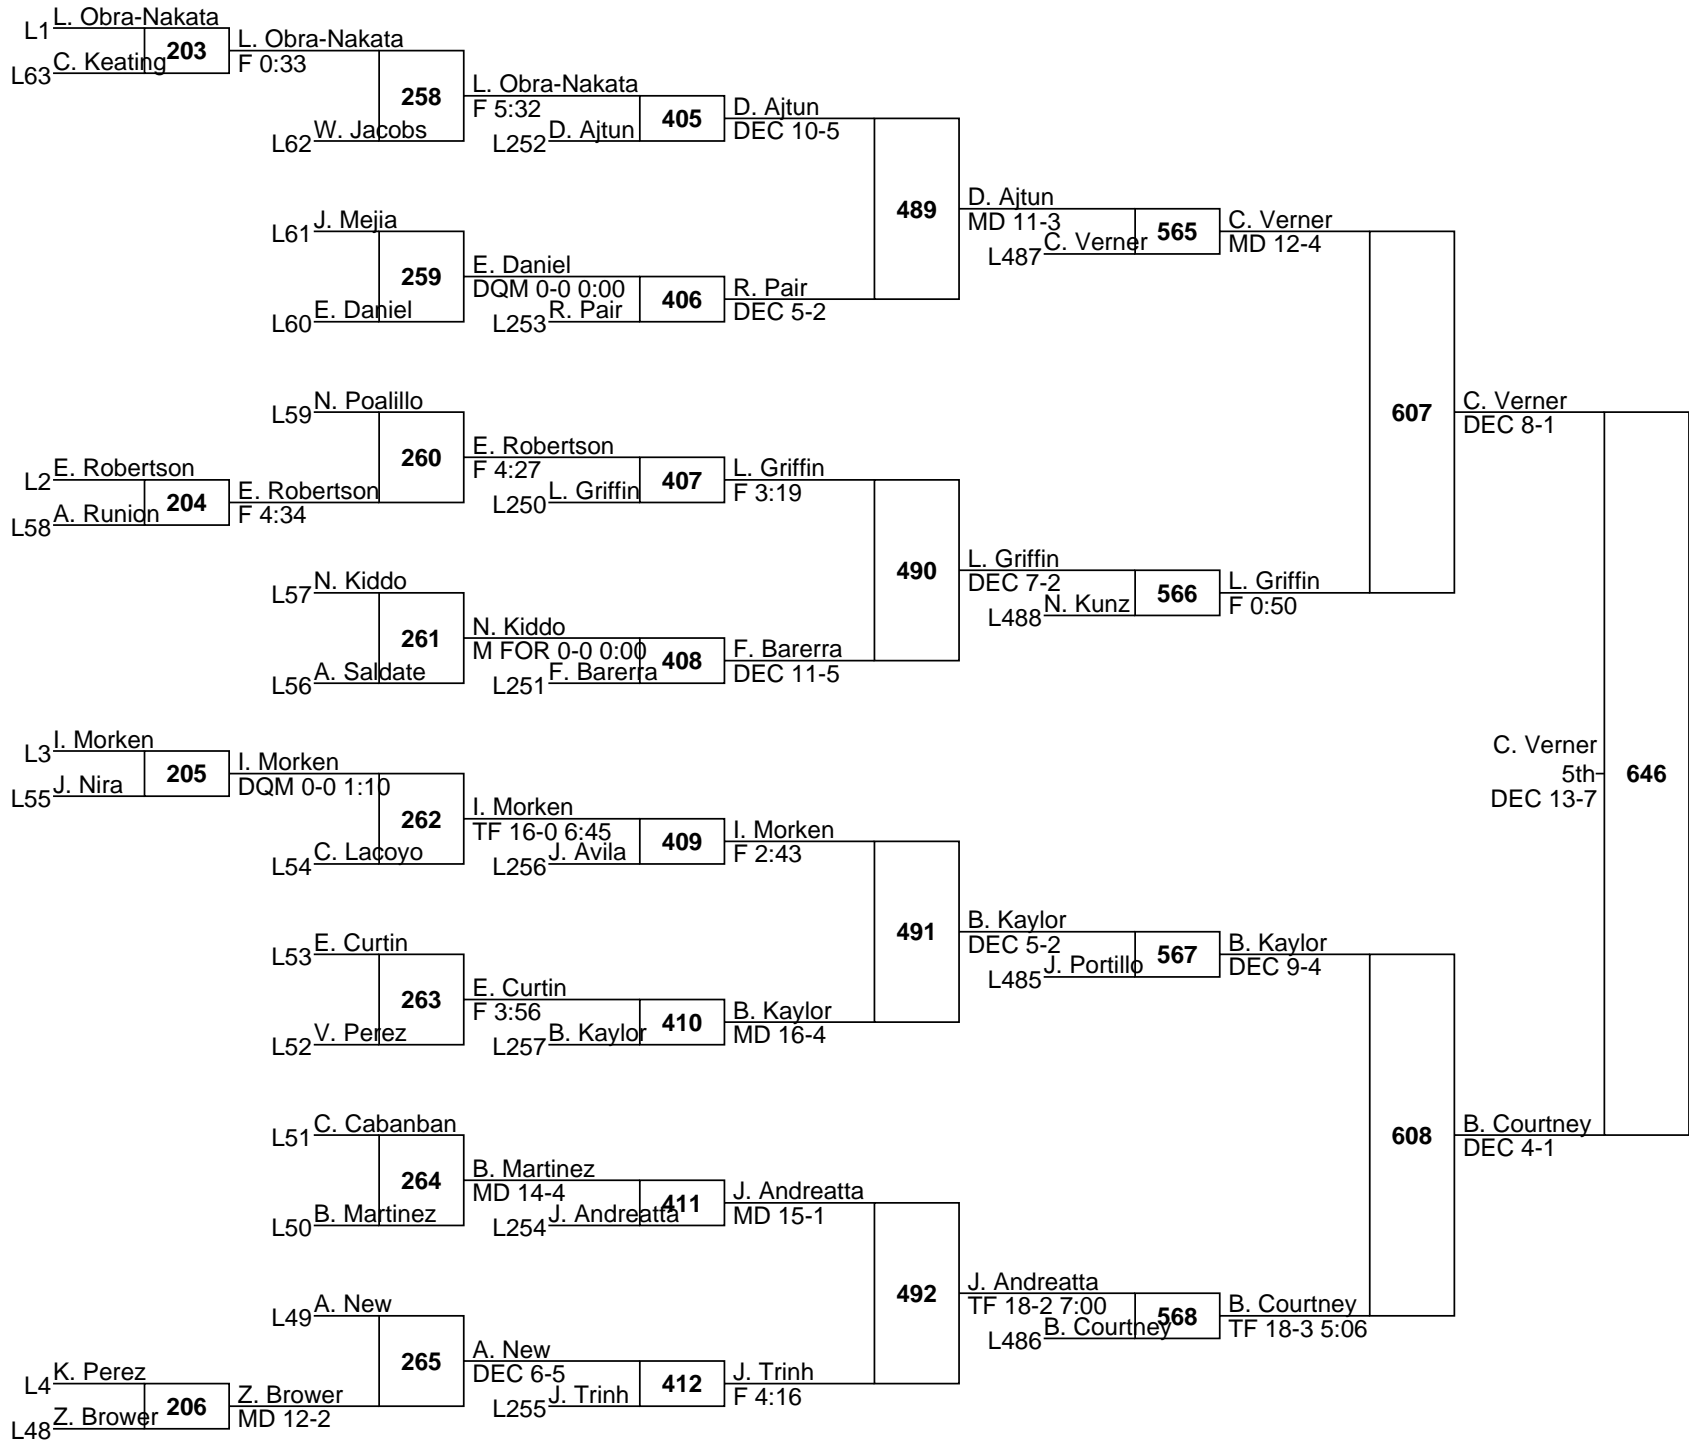 L1 L. Obra-Nakata
203
L63 C. Keating
L. Obra-Nakata
F 0:33
258
L62 W. Jacobs
L. Obra-Nakata
F 5:32
405
L252 D. Ajtun
D. Ajtun
DEC 10-5
489
L61 J. Mejia
259
L60 E. Daniel
E. Daniel
DQM 0-0 0:00
406
L253 R. Pair
R. Pair
DEC 5-2
D. Ajtun
MD 11-3
565
L487 C. Verner
C. Verner
MD 12-4
607
L59 N. Poalillo
260
L2 E. Robertson
204
L58 A. Runion
E. Robertson
F 4:34
E. Robertson
F 4:27
407
L250 L. Griffin
L. Griffin
F 3:19
490
L57 N. Kiddo
261
L56 A. Saldate
N. Kiddo
M FOR 0-0 0:00
408
L251 F. Barerra
F. Barerra
DEC 11-5
L. Griffin
DEC 7-2
566
L488 N. Kunz
L. Griffin
F 0:50
C. Verner
DEC 8-1
L3 I. Morken
205
L55 J. Nira
I. Morken
DQM 0-0 1:10
262
L54 C. Lacoyo
I. Morken
TF 16-0 6:45
409
L256 J. Avila
I. Morken
F 2:43
491
L53 E. Curtin
263
L52 V. Perez
E. Curtin
F 3:56
410
L257 B. Kaylor
B. Kaylor
MD 16-4
B. Kaylor
DEC 5-2
567
L485 J. Portillo
B. Kaylor
DEC 9-4
608
L51 C. Cabanban
264
L50 B. Martinez
B. Martinez
MD 14-4
411
L254 J. Andreatta
J. Andreatta
MD 15-1
492
L49 A. New
265
L4 K. Perez
206
L48 Z. Brower
Z. Brower
MD 12-2
A. New
DEC 6-5
412
L255 J. Trinh
J. Trinh
F 4:16
J. Andreatta
TF 18-2 7:00
568
L486 B. Courtney
B. Courtney
TF 18-3 5:06
B. Courtney
DEC 4-1
646
C. Verner
5th
DEC 13-7